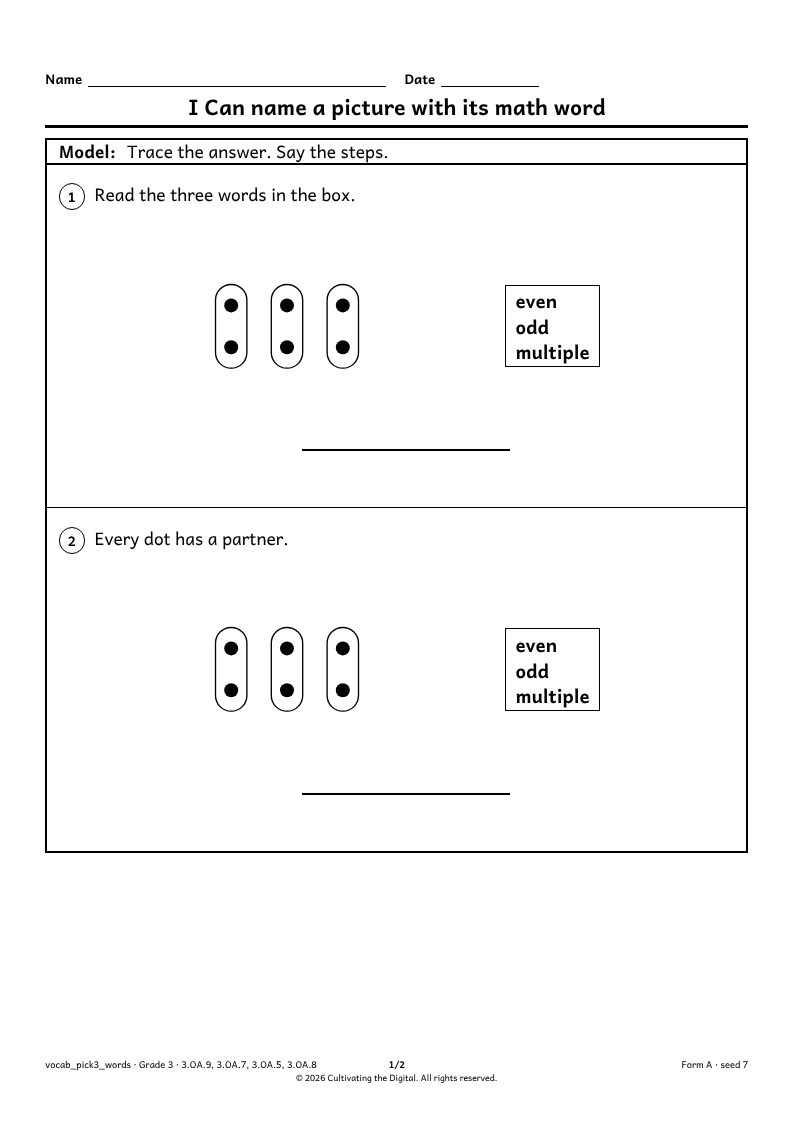 Name Date
I Can name a picture with its math word
Model: Trace the answer. Say the steps.
1 Read the three words in the box.
even
odd
multiple
2 Every dot has a partner.
even
odd
multiple
vocab_pick3_words · Grade 3 · 3.OA.9, 3.OA.7, 3.OA.5, 3.OA.8 1/2 Form A · seed 7
© 2026 Cultivating the Digital. All rights reserved.